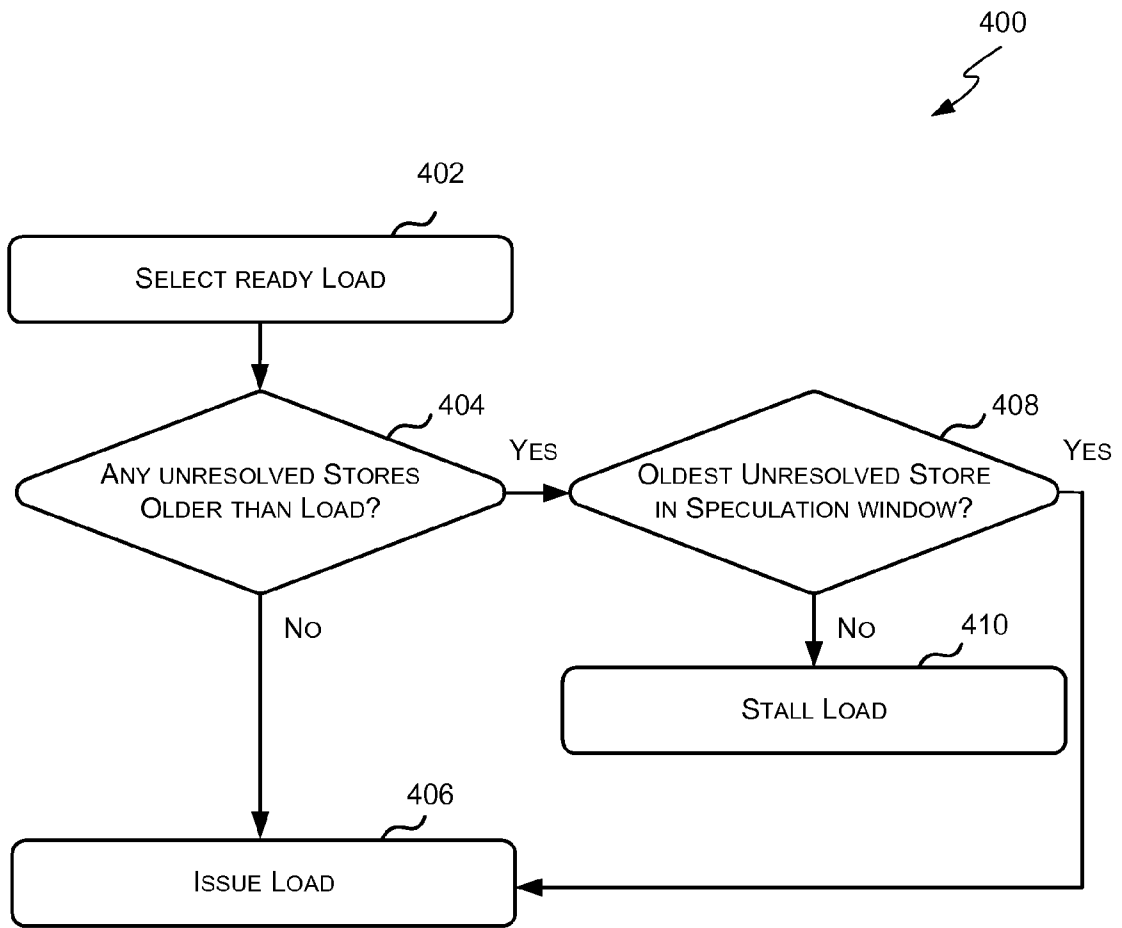 400
402
SELECT READY LOAD
404
ANY UNRESOLVED STORES
OLDER THAN LOAD?
YES
408
OLDEST UNRESOLVED STORE
IN SPECULATION WINDOW?
YES
NO
NO
410
STALL LOAD
406
ISSUE LOAD